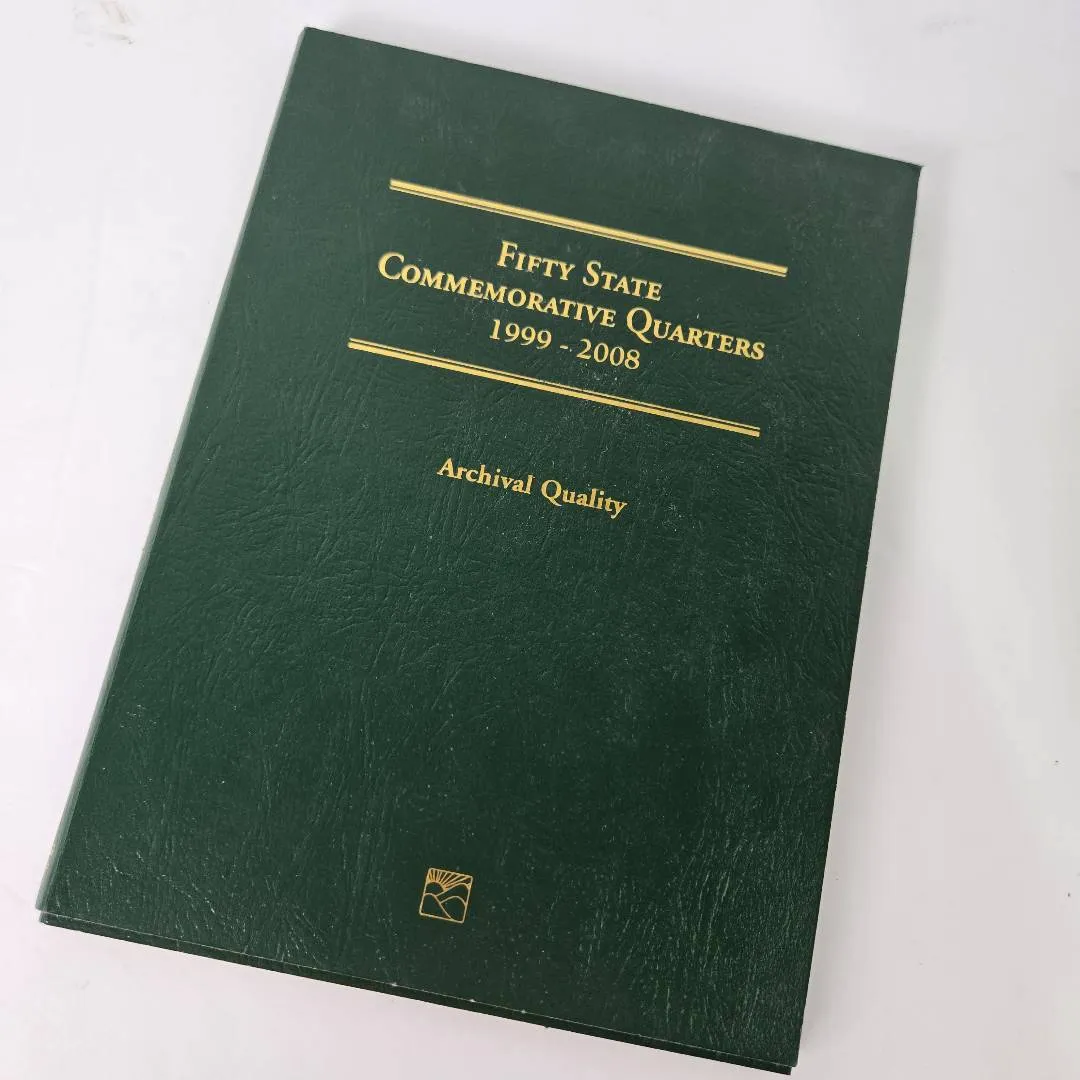 Fifty State
Commemorative Quarters
1999 - 2008
Archival Quality